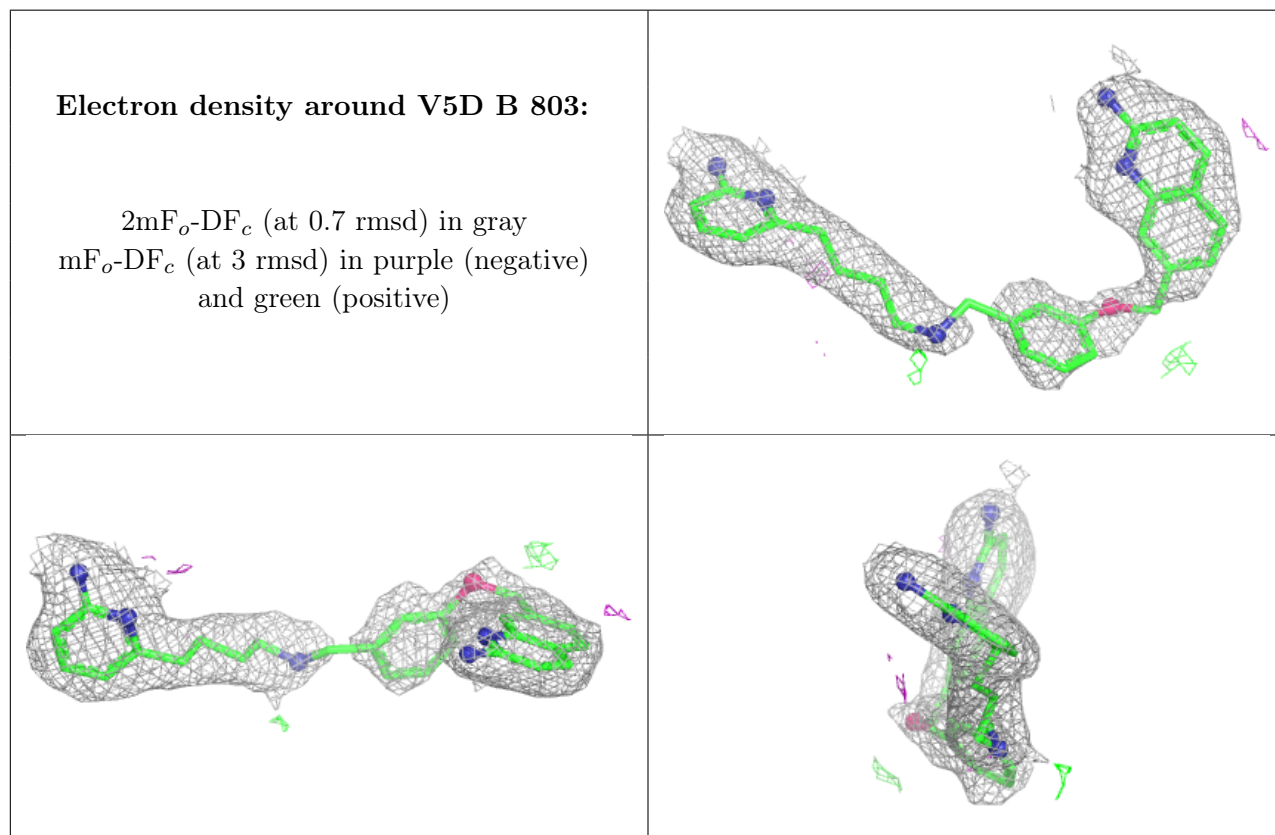 Electron density around V5D B 803:
2mFo-DFc (at 0.7 rmsd) in gray
mFo-DFc (at 3 rmsd) in purple (negative)
and green (positive)